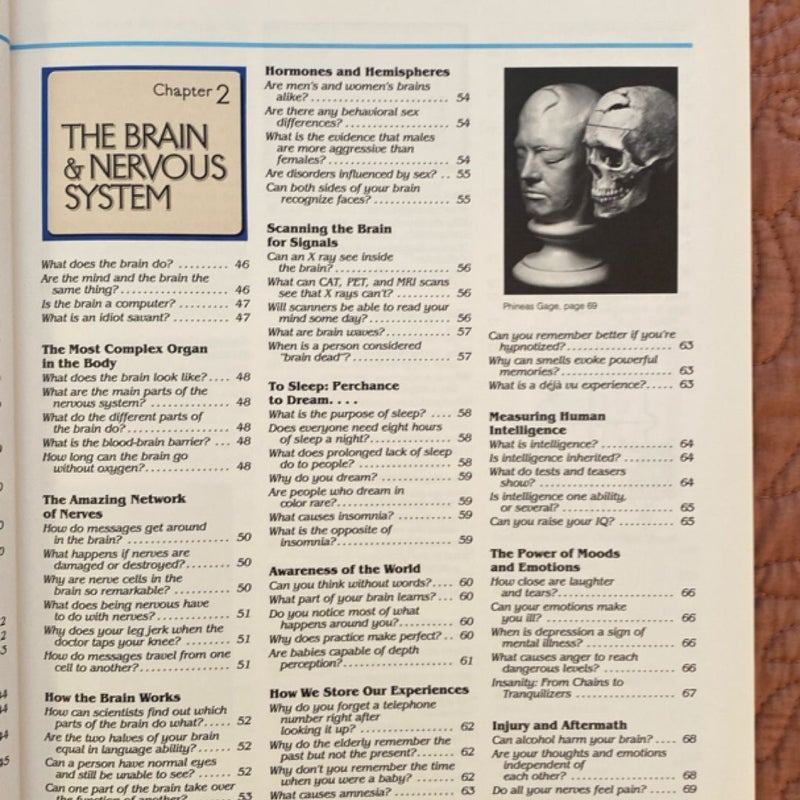 Chapter 2
THE BRAIN
& NERVOUS
SYSTEM
What does the brain do? ......... 46
Are the mind and the brain the
same thing? .................... 46
Is the brain a computer? ......... 47
What is an idiot savant? .......... 47
The Most Complex Organ
in the Body
What does the brain look like?.... 48
What are the main parts of the
nervous system? ............... 48
What do the different parts of
the brain do?................... 48
What is the blood-brain barrier? ... 48
How long can the brain go
without oxygen?................ 48
The Amazing Network
of Nerves
How do messages get around
in the brain? ................... 50
What happens if nerves are
damaged or destroyed?......... 50
Why are nerve cells in the
brain so remarkable? ........... 50
What does being nervous have
to do with nerves? .............. 51
Why does your leg jerk when the
doctor taps your knee? ......... 51
How do messages travel from one
cell to another?................. 51
How the Brain Works
How can scientists find out which
parts of the brain do what?..... 52
Are the two halves of your brain
equal in language ability? ....... 52
Can a person have normal eyes
and still be unable to see? ...... 52
Can one part of the brain take over
the function of another? ........ 53
Hormones and Hemispheres
Are men's and women's brains
alike? .......................... 54
Are there any behavioral sex
differences? .................... 54
What is the evidence that males
are more aggressive than
females? ....................... 54
Are disorders influenced by sex? .. 55
Can both sides of your brain
recognize faces? ................ 55
Scanning the Brain
for Signals
Can an X ray see inside
the brain? ...................... 56
What can CAT, PET, and MRI scans
see that X rays can't? ........... 56
Will scanners be able to read your
mind some day? ................ 56
What are brain waves? ............ 57
When is a person considered
"brain dead"? ................... 57
To Sleep: Perchance
to Dream. . . .
What is the purpose of sleep? .... 58
Does everyone need eight hours
of sleep a night?................ 58
What does prolonged lack of sleep
do to people? .................. 58
Why do you dream? .............. 59
Are people who dream in
color rare?...................... 59
What causes insomnia? .......... 59
What is the opposite of
insomnia?...................... 59
Awareness of the World
Can you think without words?.... 60
What part of your brain learns? ... 60
Do you notice most of what
happens around you?........... 60
Why does practice make perfect? .. 60
Are babies capable of depth
perception?.................... 61
How We Store Our Experiences
Why do you forget a telephone
number right after
looking it up? .................. 62
Why do the elderly remember the
past but not the present?....... 62
Why don't you remember the time
when you were a baby? ........ 62
What causes amnesia? ........... 63
Phineas Gage, page 69
Can you remember better if you're
hypnotized?.................... 63
Why can smells evoke powerful
memories?..................... 63
What is a déjà vu experience?..... 63
Measuring Human
Intelligence
What is intelligence? ............. 64
Is intelligence inherited? .......... 64
What do tests and teasers
show? .......................... 64
Is intelligence one ability,
or several?..................... 65
Can you raise your IQ? ........... 65
The Power of Moods
and Emotions
How close are laughter
and tears?...................... 66
Can your emotions make
you ill? ......................... 66
When is depression a sign of
mental illness? ................. 66
What causes anger to reach
dangerous levels? .............. 66
Insanity: From Chains to
Tranquilizers ................... 67
Injury and Aftermath
Can alcohol harm your brain? .... 68
Are your thoughts and emotions
independent of
each other? .................... 68
Do all your nerves feel pain? ..... 69